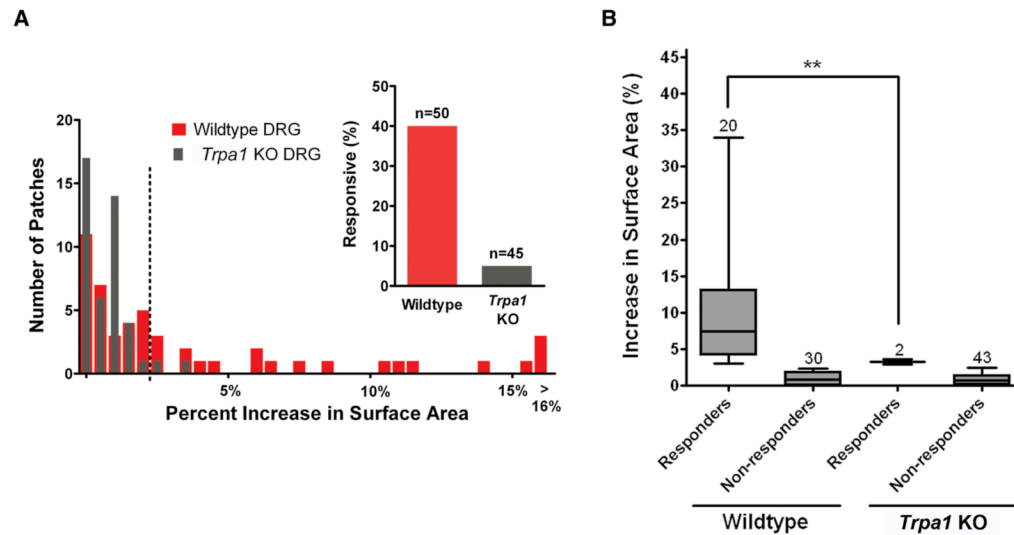 A
Number of Patches
20
15
10
5
0
5%
10%
15%
>
16%
Percent Increase in Surface Area
Wildtype DRG
Trpa1 KO DRG
Responsive (%)
50
40
30
20
10
0
n=50
n=45
Wildtype
Trpa1
KO
B
Increase in Surface Area (%)
45
40
35
30
25
20
15
10
5
0
**
20
30
2
43
Responders
Non-responders
Responders
Non-responders
Wildtype
Trpa1 KO